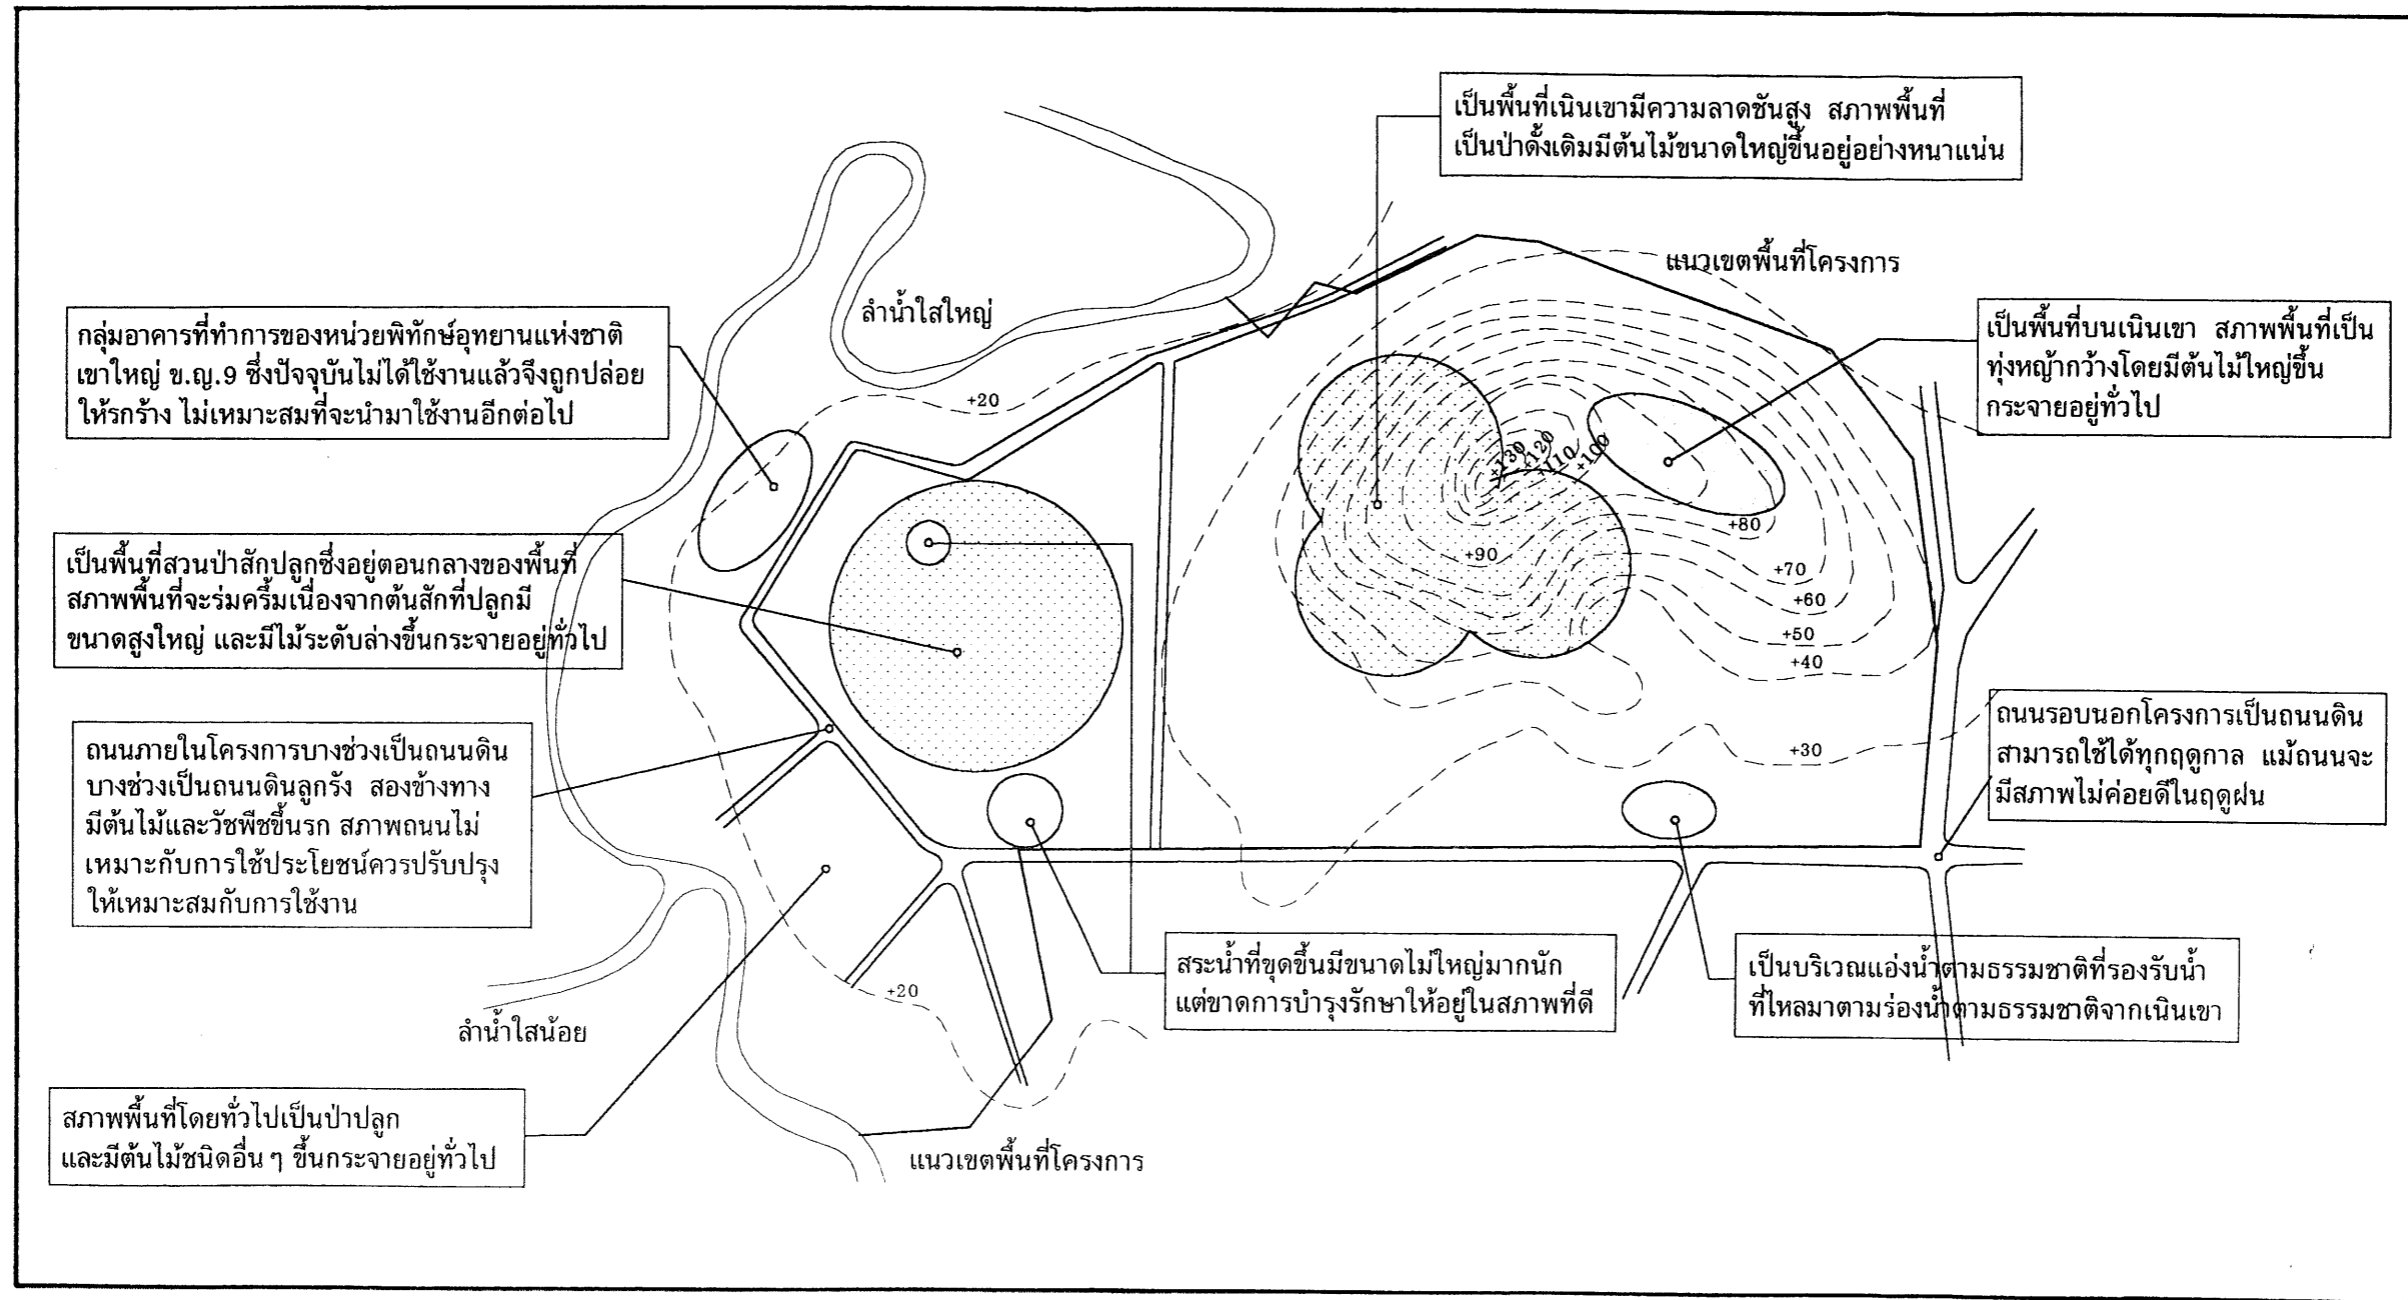 เป็นพื้นที่เนินเขามีความลาดชันสูง สภาพพื้นที่
เป็นป่าดั้งเดิมมีต้นไม้ขนาดใหญ่ขึ้นอยู่อย่างหนาแน่น
แนวเขตพื้นที่โครงการ
ลำน้ำใสใหญ่
กลุ่มอาคารที่ทำการของหน่วยพิทักษ์อุทยานแห่งชาติ
เขาใหญ่ ข.ญ.9 ซึ่งปัจจุบันไม่ได้ใช้งานแล้วจึงถูกปล่อย
ให้รกร้าง ไม่เหมาะสมที่จะนำมาใช้งานอีกต่อไป
เป็นพื้นที่บนเนินเขา สภาพพื้นที่เป็น
ทุ่งหญ้ากว้างโดยมีต้นไม้ใหญ่ขึ้น
กระจายอยู่ทั่วไป
+20
+130
+120
+110
+100
+80
+90
+70
+60
+50
+40
+30
เป็นพื้นที่สวนป่าสักปลูกซึ่งอยู่ตอนกลางของพื้นที่
สภาพพื้นที่จะร่มครึ้มเนื่องจากต้นสักที่ปลูกมี
ขนาดสูงใหญ่ และมีไม้ระดับล่างขึ้นกระจายอยู่ทั่วไป
ถนนภายในโครงการบางช่วงเป็นถนนดิน
บางช่วงเป็นถนนดินลูกรัง สองข้างทาง
มีต้นไม้และวัชพืชขึ้นรก สภาพถนนไม่
เหมาะกับการใช้ประโยชน์ควรปรับปรุง
ให้เหมาะสมกับการใช้งาน
ถนนรอบนอกโครงการเป็นถนนดิน
สามารถใช้ได้ทุกฤดูกาล แม้ถนนจะ
มีสภาพไม่ค่อยดีในฤดูฝน
สระน้ำที่ขุดขึ้นมีขนาดไม่ใหญ่มากนัก
แต่ขาดการบำรุงรักษาให้อยู่ในสภาพที่ดี
เป็นบริเวณแอ่งน้ำตามธรรมชาติที่รองรับน้ำ
ที่ไหลมาตามร่องน้ำตามธรรมชาติจากเนินเขา
+20
ลำน้ำใสน้อย
สภาพพื้นที่โดยทั่วไปเป็นป่าปลูก
และมีต้นไม้ชนิดอื่น ๆ ขึ้นกระจายอยู่ทั่วไป
แนวเขตพื้นที่โครงการ